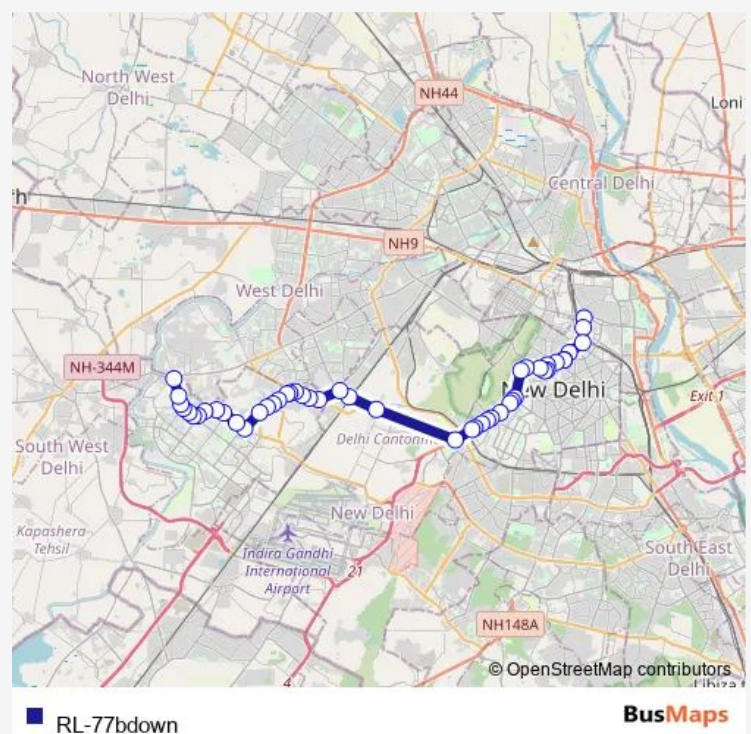 North West
Delhi
NH44
Loni
Central Delhi
NH9
West Delhi
NH-344M
New Delhi
Exit 1
South West
Delhi
Delhi Cantonm
New Delhi
Kapashera
Tehsil
Indira Gandhi
International
Airport
21
South East
Delhi
NH148A
4
© OpenStreetMap contributors
RL-77bdown
BusMaps